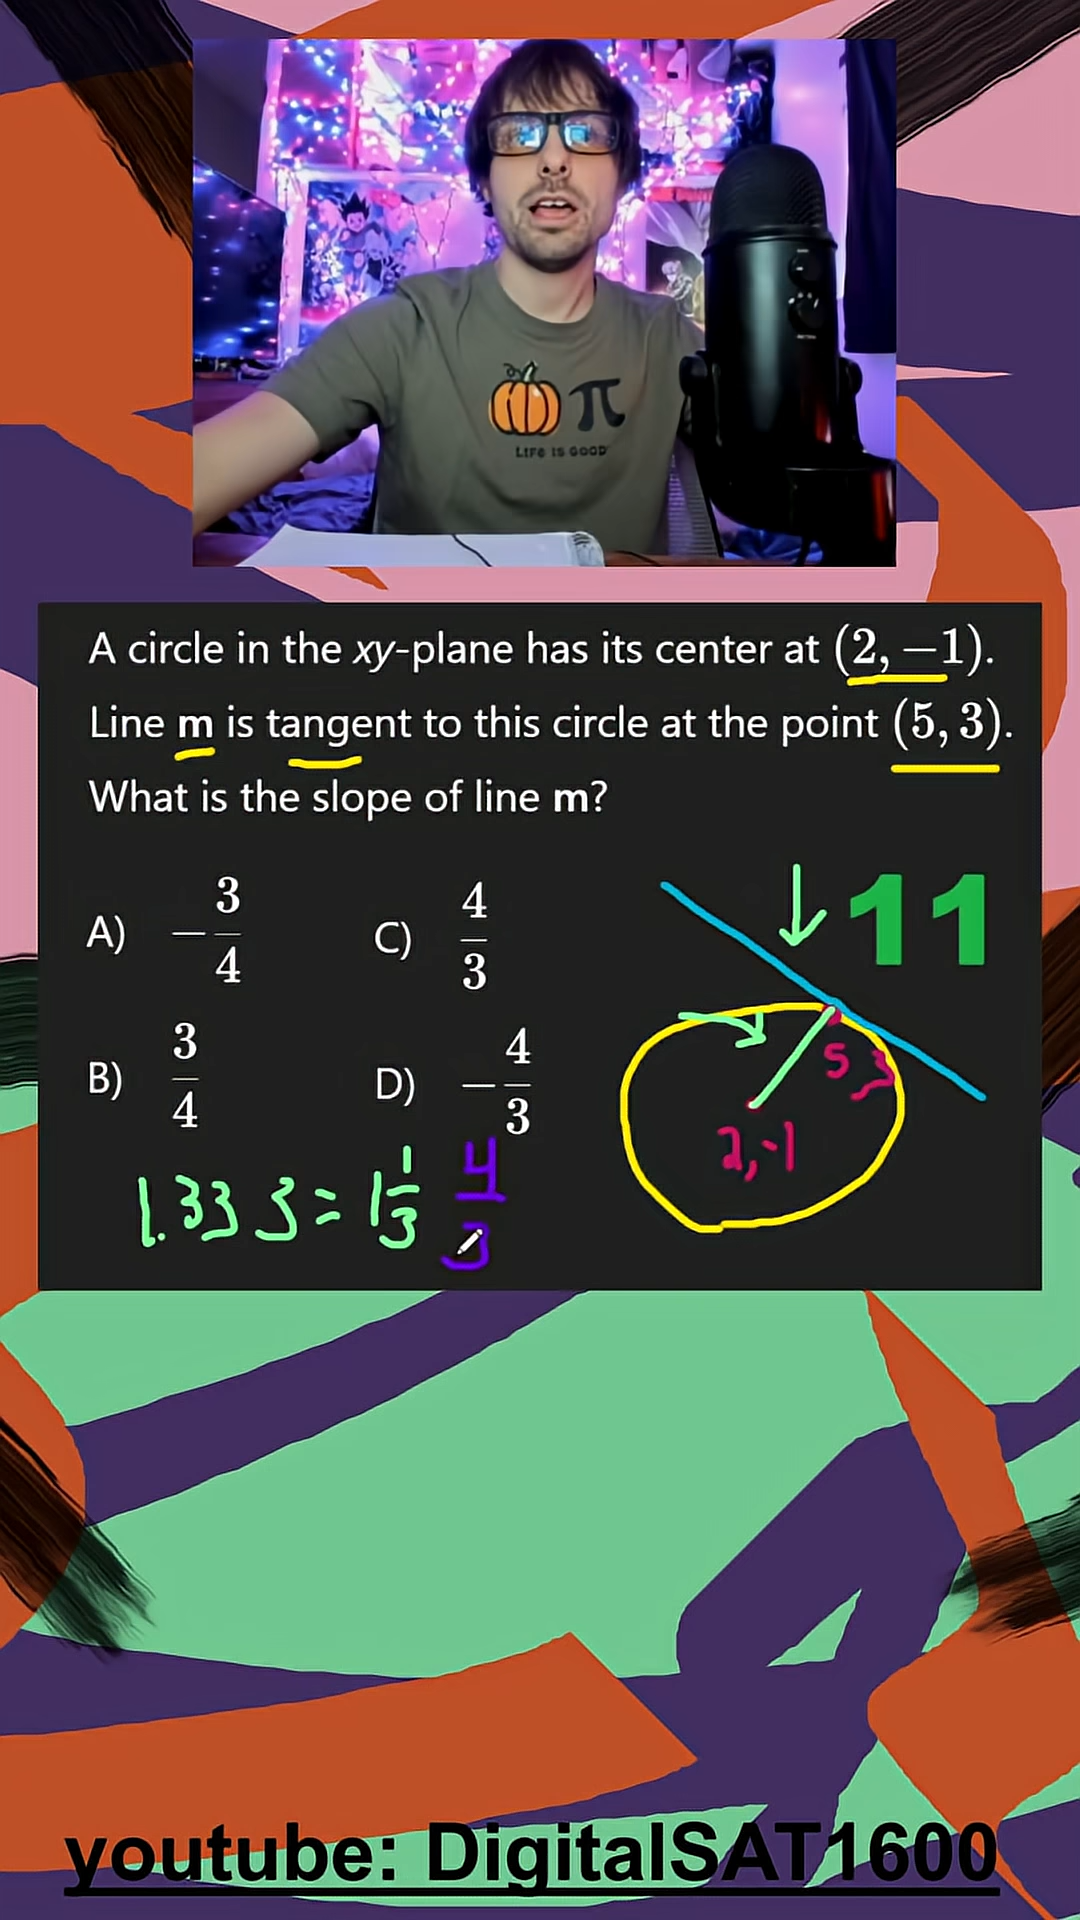 π
LIFE IS GOOD
A circle in the xy-plane has its center at (2, −1).
Line m is tangent to this circle at the point (5, 3).
What is the slope of line m?
A) −3/4
C) 4/3
B) 3/4
D) −4/3
↓ 11
5, 3
2, -1
1.333 = 1 1/3
4/3
youtube: DigitalSAT1600